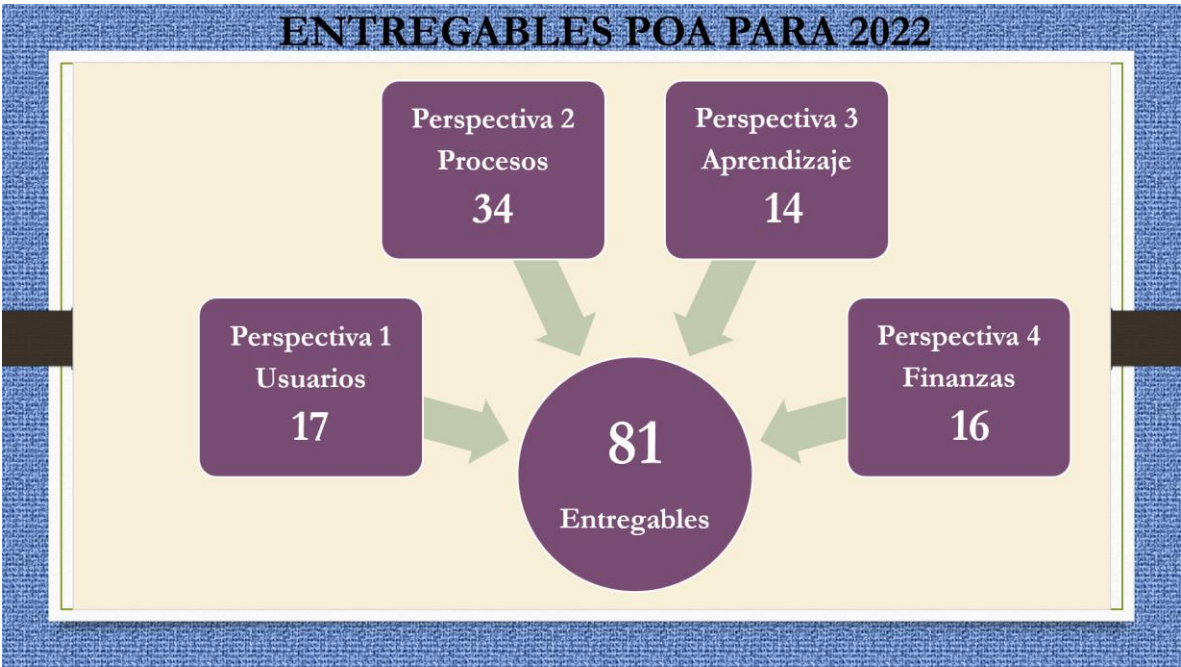 ENTREGABLES POA PARA 2022
Perspectiva 1
Usuarios
17
Perspectiva 2
Procesos
34
Perspectiva 3
Aprendizaje
14
Perspectiva 4
Finanzas
16
81
Entregables